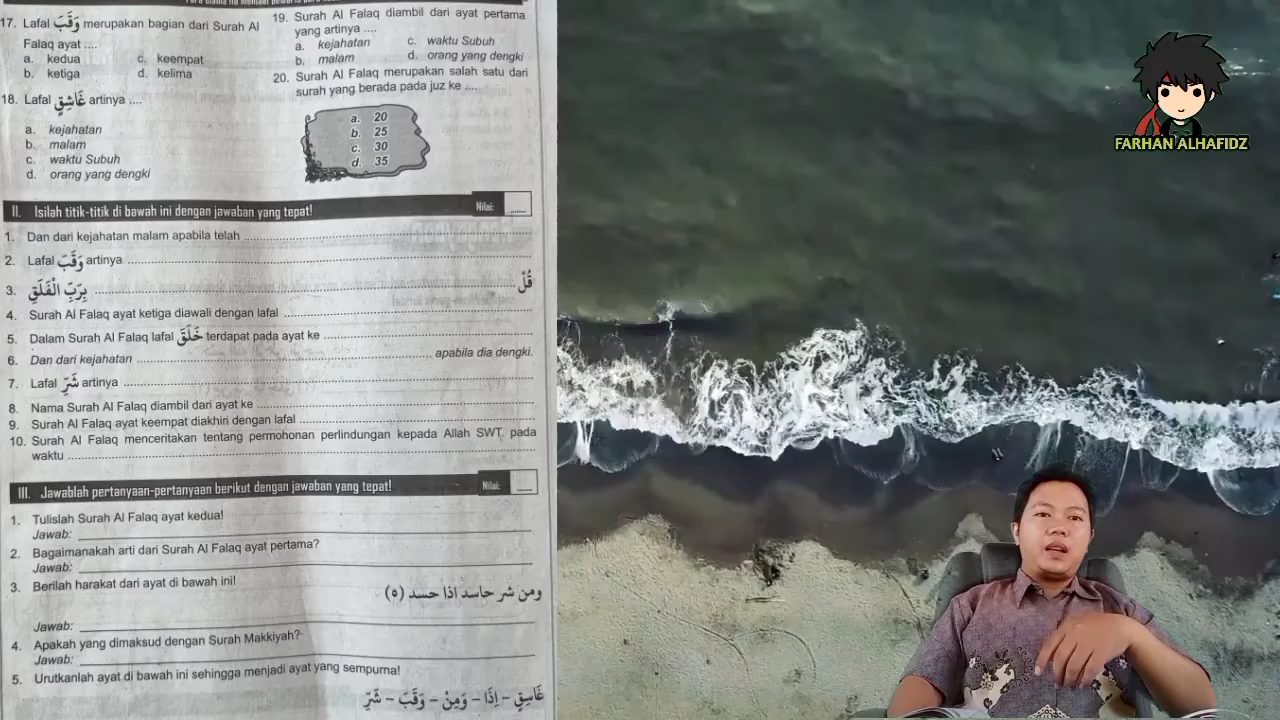 17. Lafal وَقَبَ merupakan bagian dari Surah Al
Falaq ayat ....
a. kedua c. keempat
b. ketiga d. kelima
18. Lafal غَاسِقٍ artinya ....
a. kejahatan
b. malam
c. waktu Subuh
d. orang yang dengki
19. Surah Al Falaq diambil dari ayat pertama
yang artinya ....
a. kejahatan c. waktu Subuh
b. malam d. orang yang dengki
20. Surah Al Falaq merupakan salah satu dari
surah yang berada pada juz ke ....
a. 20
b. 25
c. 30
d. 35
II. Isilah titik-titik di bawah ini dengan jawaban yang tepat!
Nilai: ......
1. Dan dari kejahatan malam apabila telah ......
2. Lafal وَقَبَ artinya ......
3. قُلْ ...... بِرَبِّ الْفَلَقِ
4. Surah Al Falaq ayat ketiga diawali dengan lafal ......
5. Dalam Surah Al Falaq lafal خَلَقَ terdapat pada ayat ke ......
6. Dan dari kejahatan ...... apabila dia dengki.
7. Lafal شَرِّ artinya ......
8. Nama Surah Al Falaq diambil dari ayat ke ......
9. Surah Al Falaq ayat keempat diakhiri dengan lafal ......
10. Surah Al Falaq menceritakan tentang permohonan perlindungan kepada Allah SWT. pada
waktu ......
III. Jawablah pertanyaan-pertanyaan berikut dengan jawaban yang tepat!
Nilai: ......
1. Tulislah Surah Al Falaq ayat kedua!
Jawab:
2. Bagaimanakah arti dari Surah Al Falaq ayat pertama?
Jawab:
3. Berilah harakat dari ayat di bawah ini!
ومن شر حاسد اذا حسد (٥)
Jawab:
4. Apakah yang dimaksud dengan Surah Makkiyah?
Jawab:
5. Urutkanlah ayat di bawah ini sehingga menjadi ayat yang sempurna!
غَاسِقٍ – إِذَا – وَمِنْ – وَقَبَ – شَرِّ
FARHAN ALHAFIDZ